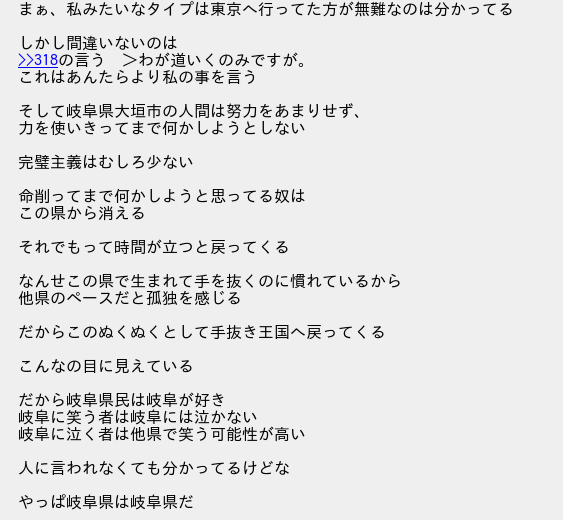 まぁ、私みたいなタイプは東京へ行ってた方が無難なのは分かってる
しかし間違いないのは
>>318の言う　＞わが道いくのみですが。
これはあんたらより私の事を言う
そして岐阜県大垣市の人間は努力をあまりせず、
力を使いきってまで何かしようとしない
完璧主義はむしろ少ない
命削ってまで何かしようと思ってる奴は
この県から消える
それでもって時間が立つと戻ってくる
なんせこの県で生まれて手を抜くのに慣れているから
他県のペースだと孤独を感じる
だからこのぬくぬくとして手抜き王国へ戻ってくる
こんなの目に見えている
だから岐阜県民は岐阜が好き
岐阜に笑う者は岐阜には泣かない
岐阜に泣く者は他県で笑う可能性が高い
人に言われなくても分かってるけどな
やっぱ岐阜県は岐阜県だ